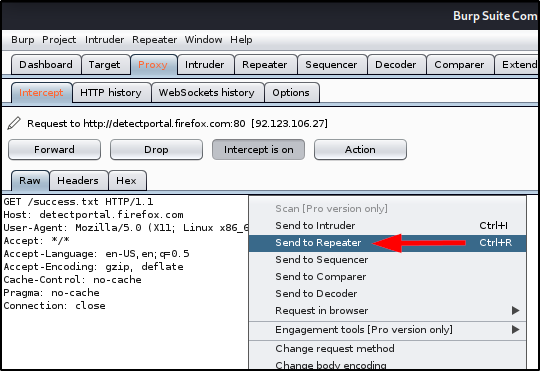 Burp Suite Com
Burp Project Intruder Repeater Window Help
Dashboard Target Proxy Intruder Repeater Sequencer Decoder Comparer Extend
Intercept HTTP history WebSockets history Options
Request to http://detectportal.firefox.com:80 [92.123.106.27]
Forward Drop Intercept is on Action
Raw Headers Hex
GET /success.txt HTTP/1.1
Host: detectportal.firefox.com
User-Agent: Mozilla/5.0 (X11; Linux x86_6
Accept: */*
Accept-Language: en-US,en;q=0.5
Accept-Encoding: gzip, deflate
Cache-Control: no-cache
Pragma: no-cache
Connection: close
Scan [Pro version only]
Send to Intruder Ctrl+I
Send to Repeater Ctrl+R
Send to Sequencer
Send to Comparer
Send to Decoder
Request in browser
Engagement tools [Pro version only]
Change request method
Change body encoding